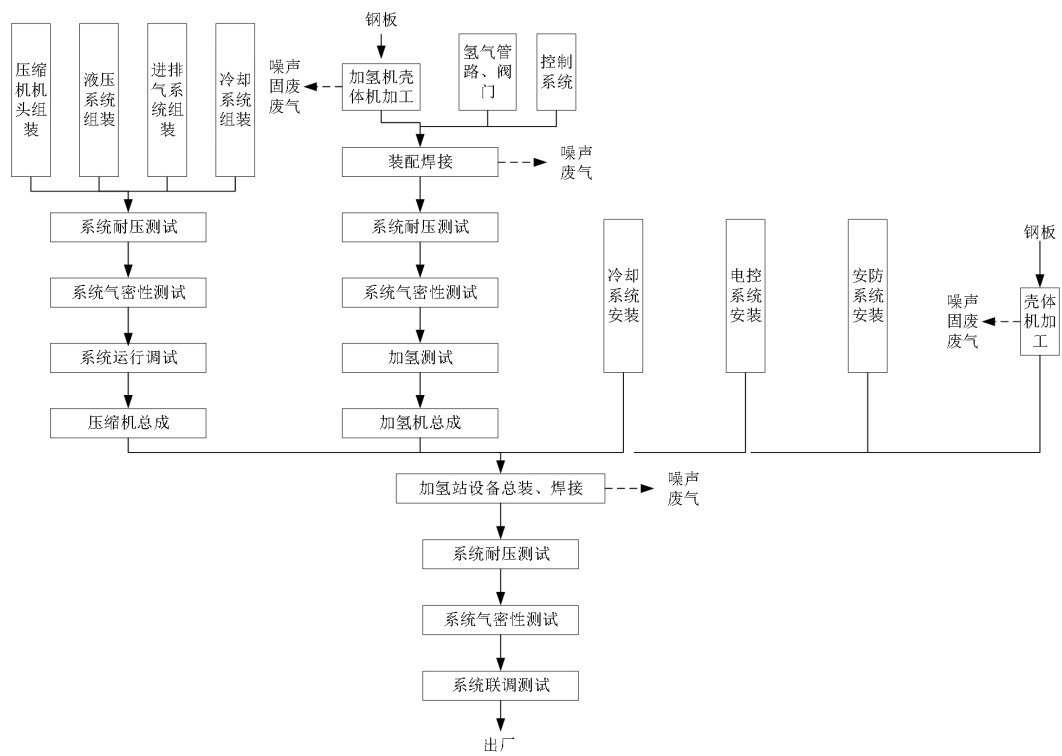 压缩
机机
头组
装
液压
系统
组装
进排
气系
统组
装
冷却
系统
组装
钢板
噪声
固废
废气
加氢机壳
体机加工
氢气管
路、阀
门
控制
系统
装配焊接
噪声
废气
系统耐压测试
系统气密性测试
系统运行调试
压缩机总成
系统耐压测试
系统气密性测试
加氢测试
加氢机总成
冷却
系统
安装
电控
系统
安装
安防
系统
安装
钢板
噪声
固废
废气
壳体
机加
工
加氢站设备总装、焊接
噪声
废气
系统耐压测试
系统气密性测试
系统联调测试
出厂